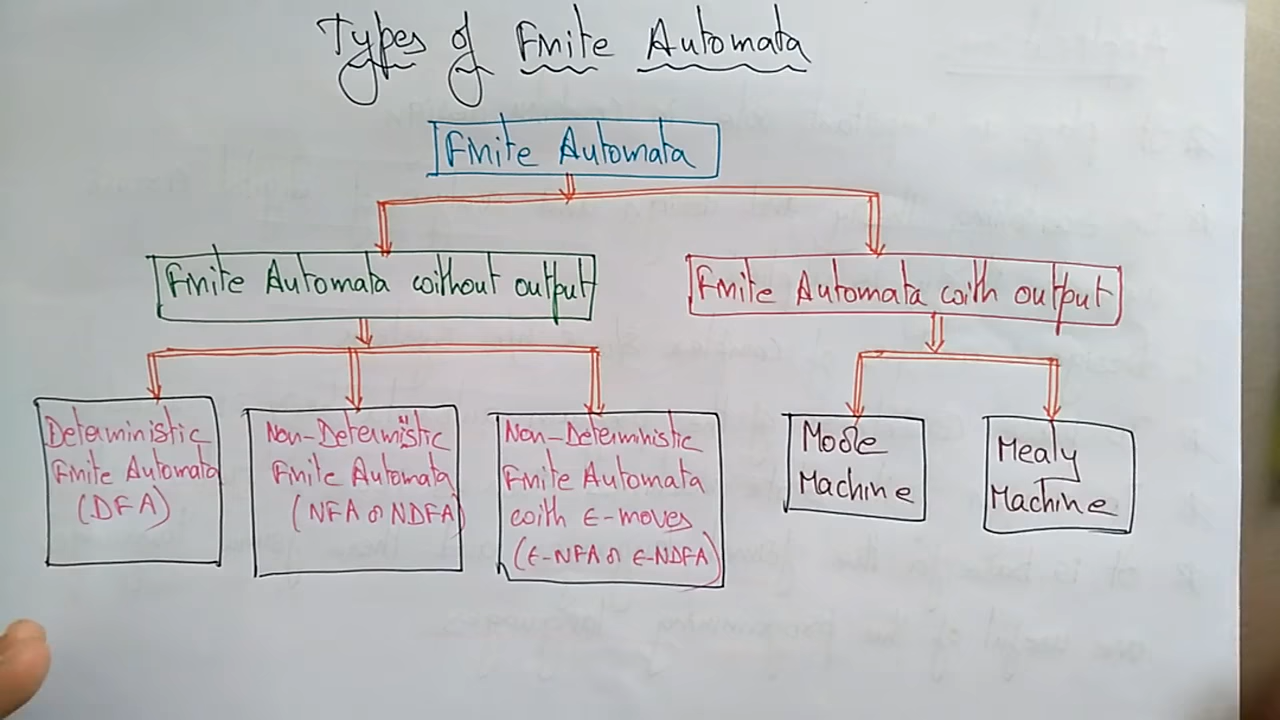 Types of Finite Automata
Finite Automata
Finite Automata without output
Finite Automata with output
Deterministic
Finite Automata
(DFA)
Non-Deterministic
Finite Automata
(NFA or NDFA)
Non-Deterministic
Finite Automata
with ε-moves
(ε-NFA or ε-NDFA)
Moore
Machine
Mealy
Machine